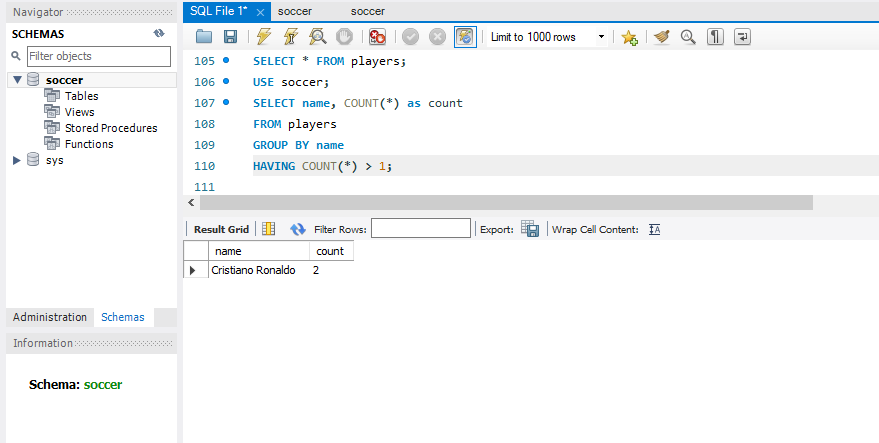 Navigator
SCHEMAS
Filter objects
soccer
Tables
Views
Stored Procedures
Functions
sys
Administration Schemas
Information
Schema: soccer
SQL File 1* × soccer soccer
Limit to 1000 rows
105 SELECT * FROM players;
106 USE soccer;
107 SELECT name, COUNT(*) as count
108 FROM players
109 GROUP BY name
110 HAVING COUNT(*) > 1;
111
Result Grid Filter Rows: Export: Wrap Cell Content:
name count
Cristiano Ronaldo 2